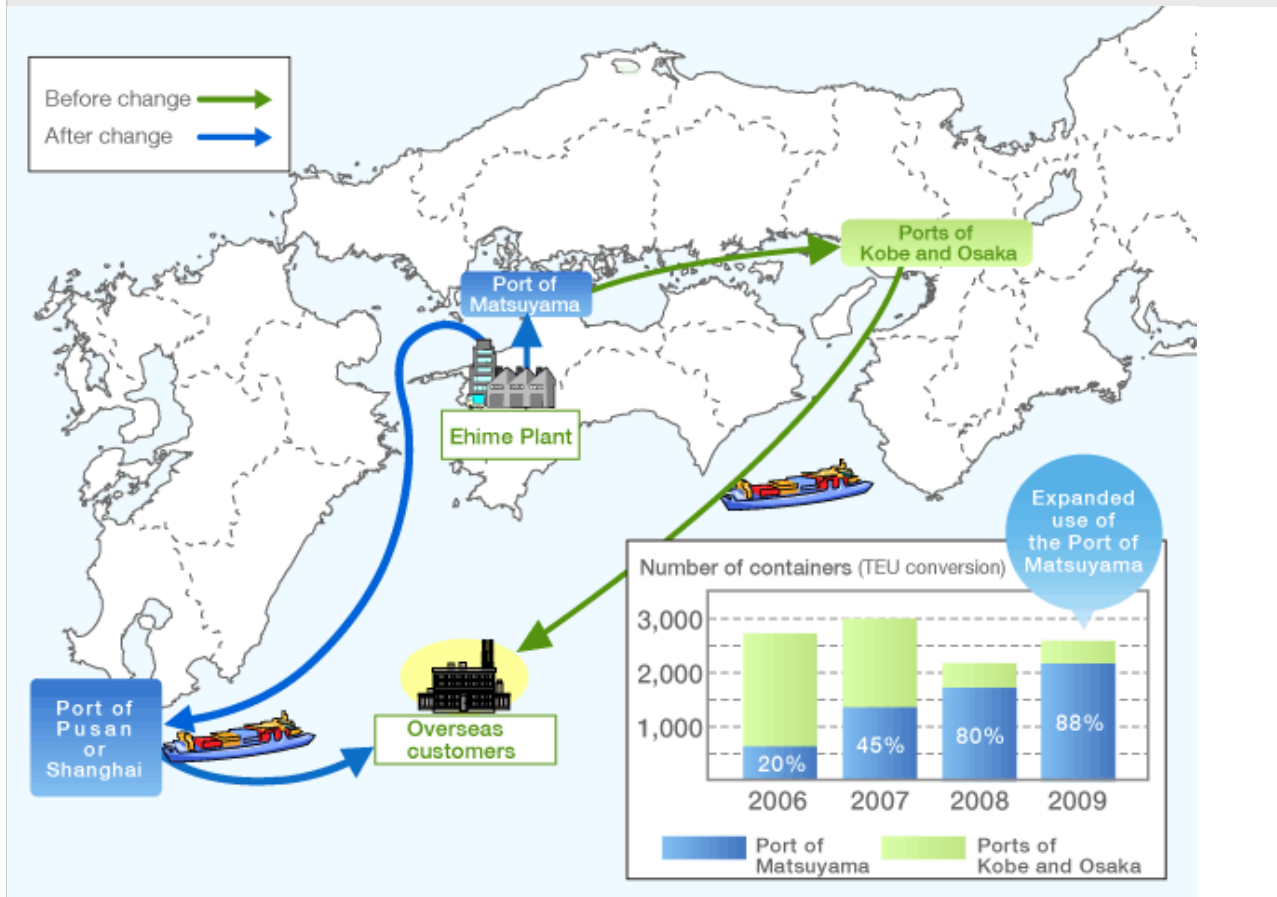 Before change
After change
Ports of
Kobe and Osaka
Port of
Matsuyama
Ehime Plant
Port of
Pusan
or
Shanghai
Overseas
customers
Expanded
use of
the Port of
Matsuyama
Number of containers (TEU conversion)
3,000
2,000
1,000
20%
45%
80%
88%
2006 2007 2008 2009
Port of
Matsuyama
Ports of
Kobe and Osaka